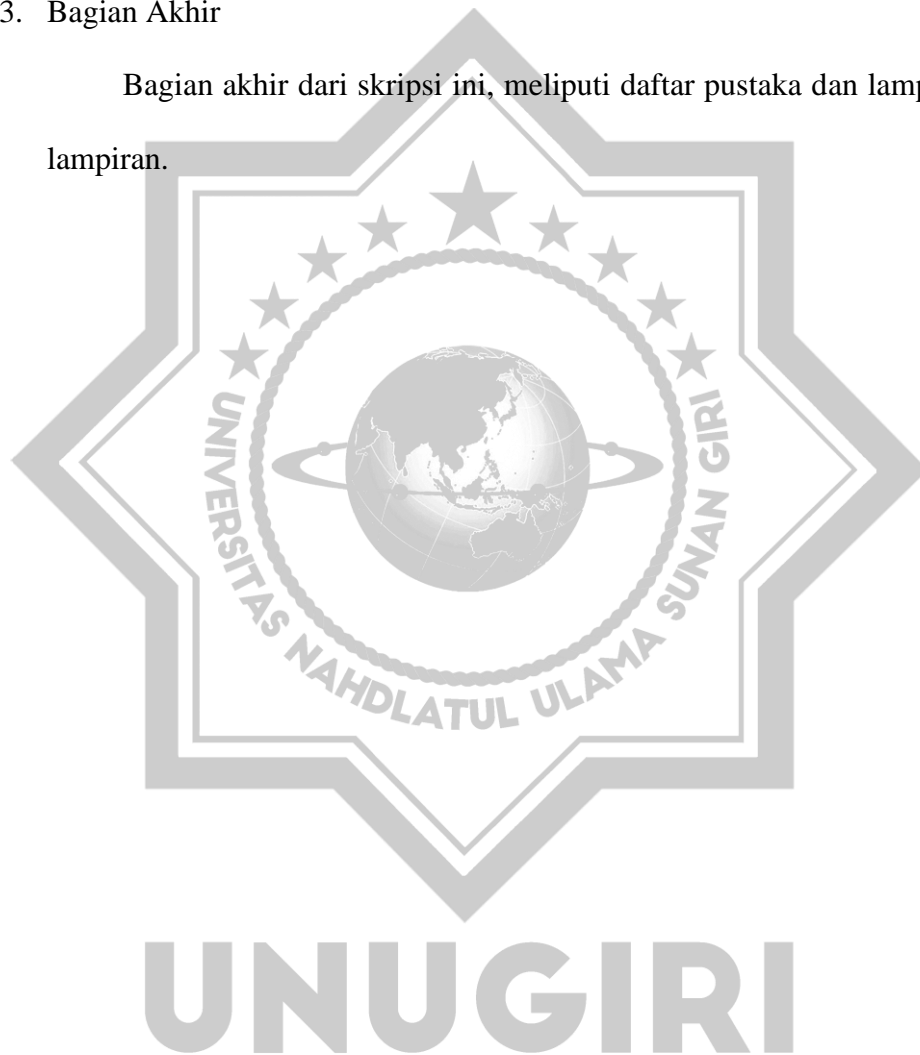 3. Bagian Akhir
Bagian akhir dari skripsi ini, meliputi daftar pustaka dan
lampiran.
UNIVERSITAS NAHDLATUL ULAMA SUNAN GIRI
UNUGIRI